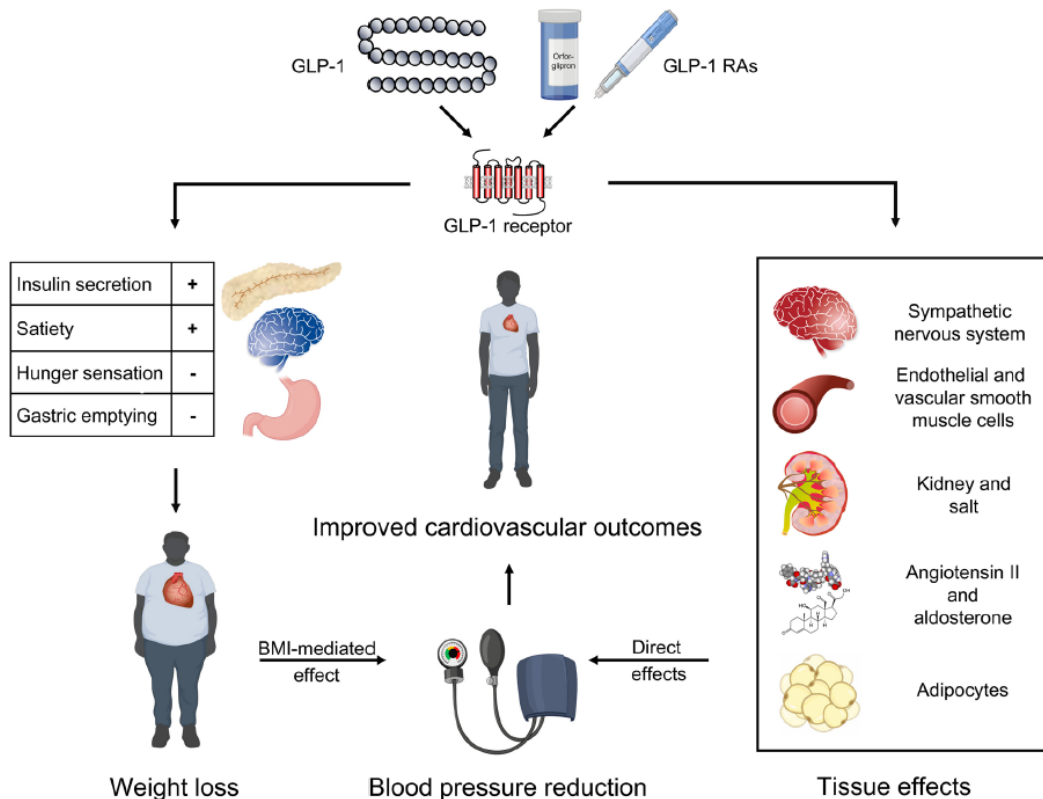 GLP-1
Orfor-
glipron
GLP-1 RAs
GLP-1 receptor
Insulin secretion +
Satiety +
Hunger sensation -
Gastric emptying -
Sympathetic
nervous system
Endothelial and
vascular smooth
muscle cells
Kidney and
salt
Angiotensin II
and
aldosterone
Adipocytes
Improved cardiovascular outcomes
BMI-mediated
effect
Direct
effects
Weight loss
Blood pressure reduction
Tissue effects